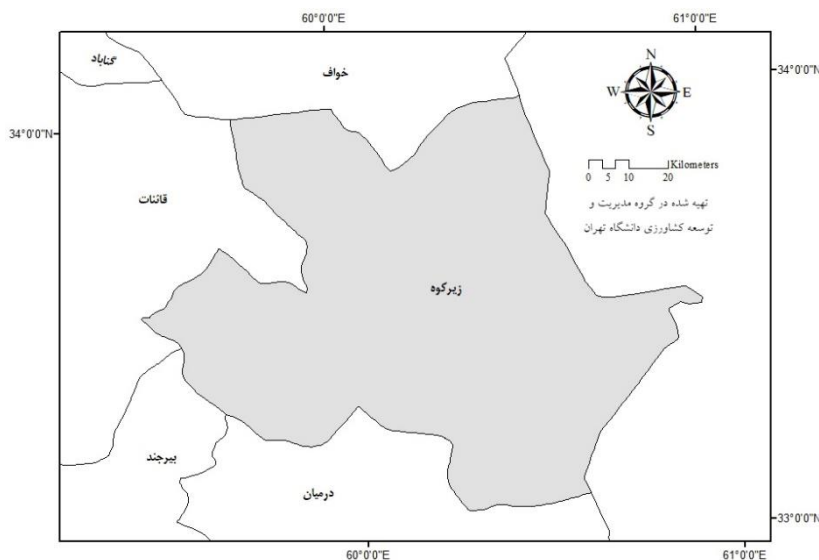 60°0'0"E
61°0'0"E
گناباد
خواف
N
34°0'0"N
W
E
S
34°0'0"N
Kilometers
0 5 10 20
قائنات
تهیه شده در گروه مدیریت و
توسعه کشاورزی دانشگاه تهران
زیرکوه
بیرجند
درمیان
33°0'0"N
60°0'0"E
61°0'0"E